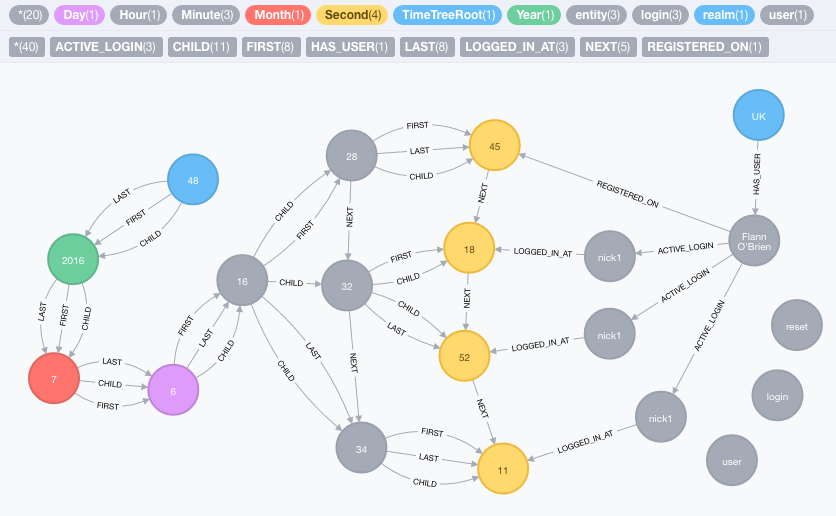 *(20) Day(1) Hour(1) Minute(3) Month(1) Second(4) TimeTreeRoot(1) Year(1) entity(3) login(3) realm(1) user(1)
*(40) ACTIVE_LOGIN(3) CHILD(11) FIRST(8) HAS_USER(1) LAST(8) LOGGED_IN_AT(3) NEXT(5) REGISTERED_ON(1)
UK
HAS_USER
FIRST
LAST
CHILD
28
45
48
LAST
FIRST
CHILD
REGISTERED_ON
NEXT
CHILD
FIRST
NEXT
Flann
O'Brien
2016
18
LOGGED_IN_AT
nick1
ACTIVE_LOGIN
16
CHILD
32
FIRST
CHILD
CHILD
LAST
NEXT
ACTIVE_LOGIN
LAST
FIRST
CHILD
FIRST
LAST
CHILD
nick1
LOGGED_IN_AT
52
ACTIVE_LOGIN
reset
7
LAST
CHILD
FIRST
6
LAST
CHILD
NEXT
NEXT
login
nick1
LOGGED_IN_AT
34
FIRST
LAST
CHILD
11
user